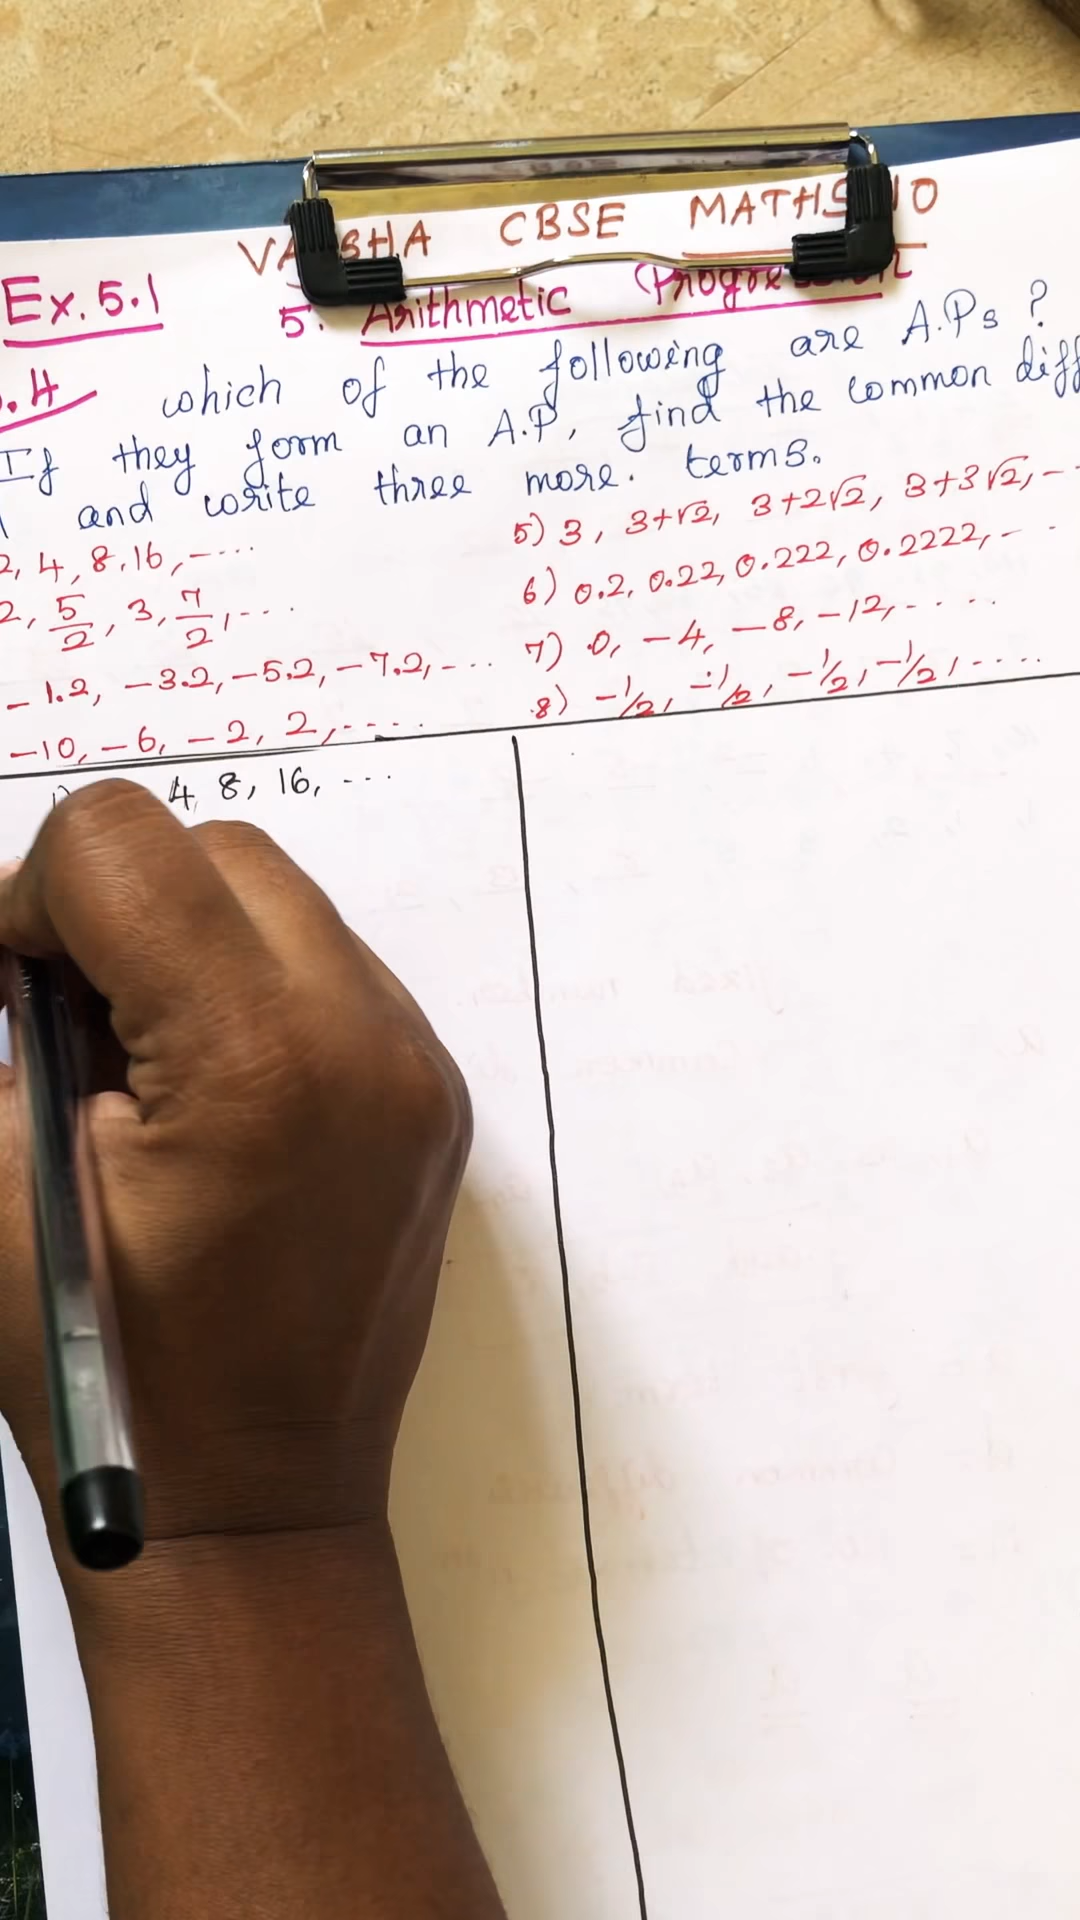 CBSE MATHS 10
Ex. 5.1 5. Arithmetic
.4 which of the following are A.Ps ?
If they form an A.P, find the common diff
and write three more. terms.
2, 4, 8, 16, ----
2, 5/2, 3, 7/2, ----
-1.2, -3.2, -5.2, -7.2, ----
-10, -6, -2, 2, ----
5) 3, 3+√2, 3+2√2, 3+3√2, --
6) 0.2, 0.22, 0.222, 0.2222, - - -
7) 0, -4, -8, -12, - - - -
8) -1/2, -1/2, -1/2, -1/2, ----
4, 8, 16, ---